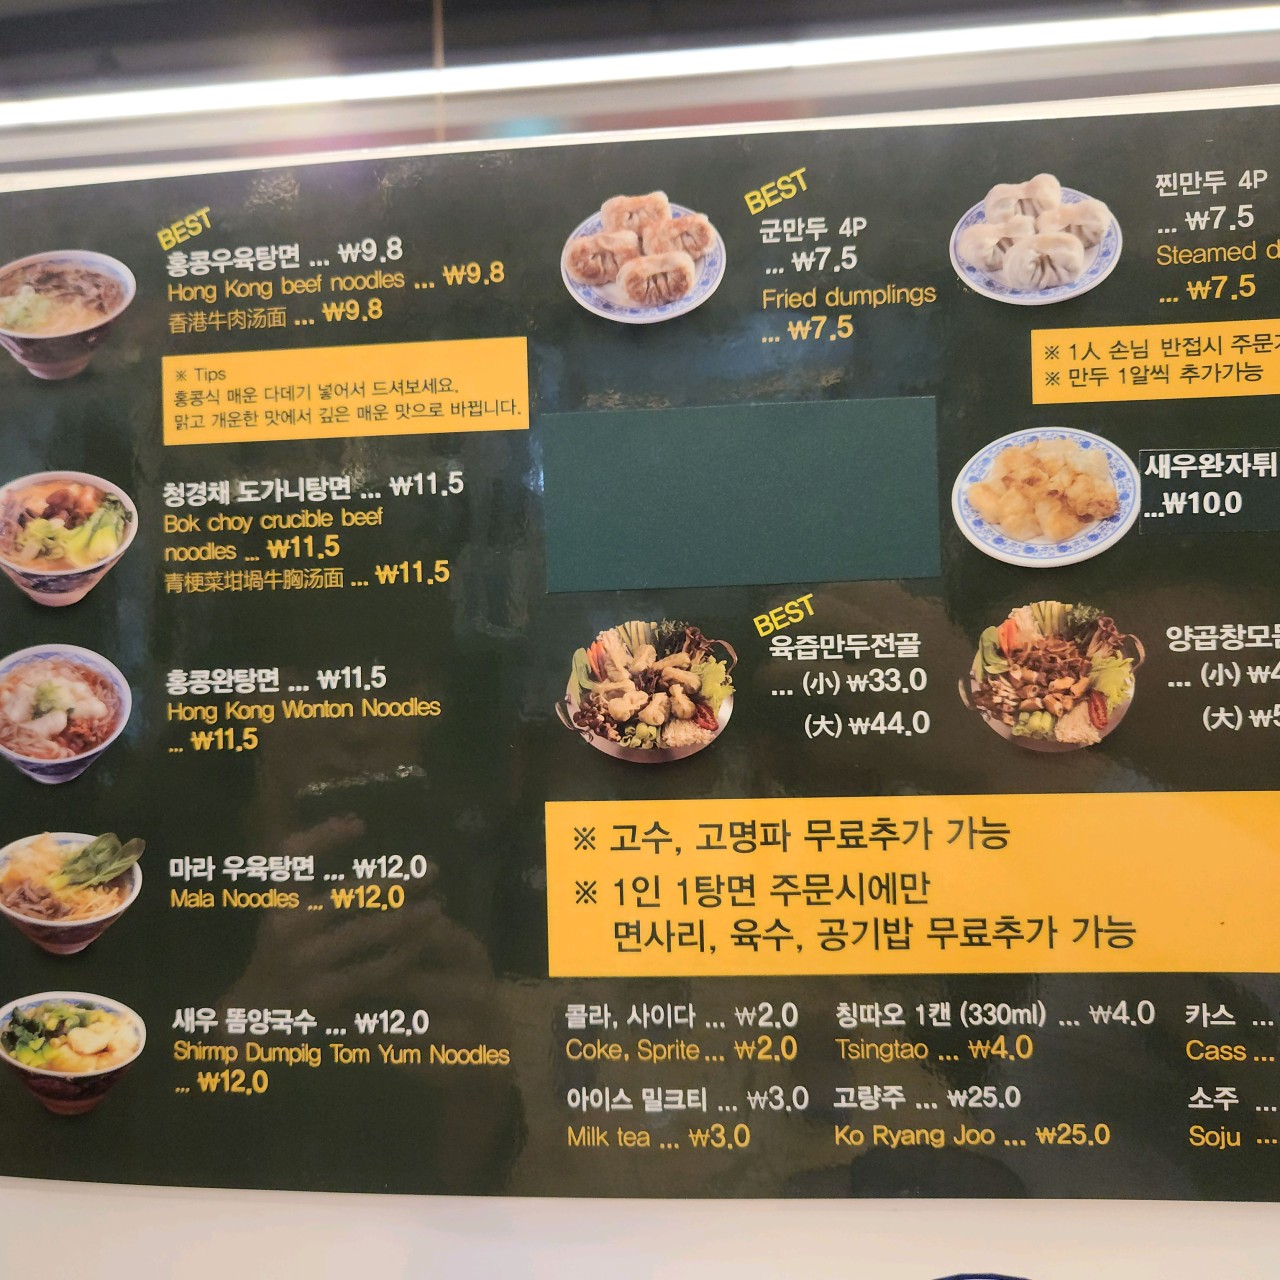 BEST
홍콩우육탕면 ... ₩9.8
Hong Kong beef noodles ... ₩9.8
香港牛肉汤面 ... ₩9.8
※ Tips
홍콩식 매운 다데기 넣어서 드셔보세요.
맑고 개운한 맛에서 깊은 매운 맛으로 바뀝니다.
청경채 도가니탕면 ... ₩11.5
Bok choy crucible beef
noodles ... ₩11.5
青梗菜坩埚牛胸汤面 ... ₩11.5
홍콩완탕면 ... ₩11.5
Hong Kong Wonton Noodles
... ₩11.5
마라 우육탕면 ... ₩12.0
Mala Noodles ... ₩12.0
새우 똠양국수 ... ₩12.0
Shirmp Dumpilg Tom Yum Noodles
... ₩12.0
BEST
군만두 4P
... ₩7.5
Fried dumplings
... ₩7.5
찐만두 4P
... ₩7.5
Steamed
... ₩7.5
※ 1人 손님 반접시
※ 만두 1알씩 추가가능
새우완자튀
...₩10.0
BEST
육즙만두전골
... (小) ₩33.0
(大) ₩44.0
양곱창모듬
... (小) ₩4
(大) ₩5
※ 고수, 고명파 무료추가 가능
※ 1인 1탕면 주문시에만
면사리, 육수, 공기밥 무료추가 가능
콜라, 사이다 ... ₩2.0
Coke, Sprite ... ₩2.0
칭따오 1캔 (330ml) ... ₩4.0
Tsingtao ... ₩4.0
카스 ...
Cass ...
아이스 밀크티 ... ₩3.0
Milk tea ... ₩3.0
고량주 ... ₩25.0
Ko Ryang Joo ... ₩25.0
소주 ...
Soju ...